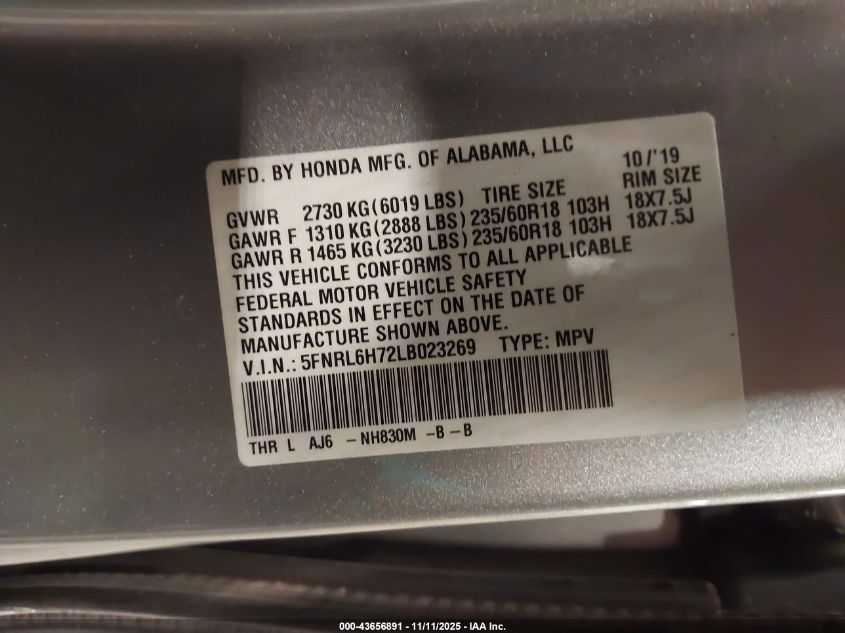 MFD. BY HONDA MFG. OF ALABAMA, LLC 10/'19
GVWR 2730 KG (6019 LBS) TIRE SIZE RIM SIZE
GAWR F 1310 KG (2888 LBS) 235/60R18 103H 18X7.5J
GAWR R 1465 KG (3230 LBS) 235/60R18 103H 18X7.5J
THIS VEHICLE CONFORMS TO ALL APPLICABLE
FEDERAL MOTOR VEHICLE SAFETY
STANDARDS IN EFFECT ON THE DATE OF
MANUFACTURE SHOWN ABOVE.
V.I.N.: 5FNRL6H72LB023269 TYPE: MPV
THR L AJ6 - NH830M - B - B
000-43656891 - 11/11/2025 - IAA Inc.